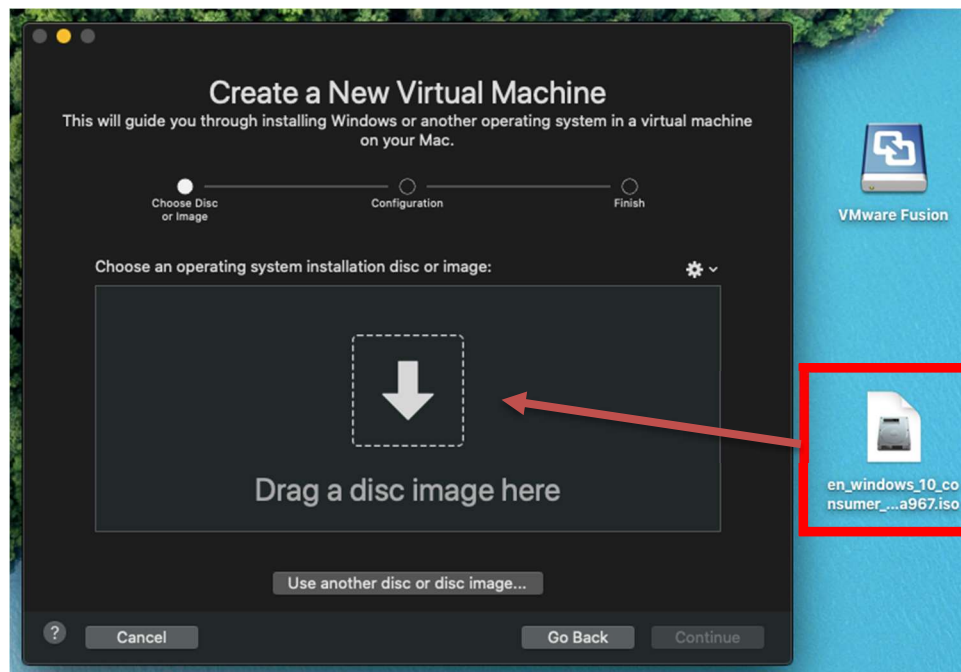 Create a New Virtual Machine
This will guide you through installing Windows or another operating system in a virtual machine
on your Mac.
Choose Disc
or Image
Configuration
Finish
Choose an operating system installation disc or image:
Drag a disc image here
Use another disc or disc image...
?
Cancel
Go Back
Continue
VMware Fusion
en_windows_10_co
nsumer_...a967.iso